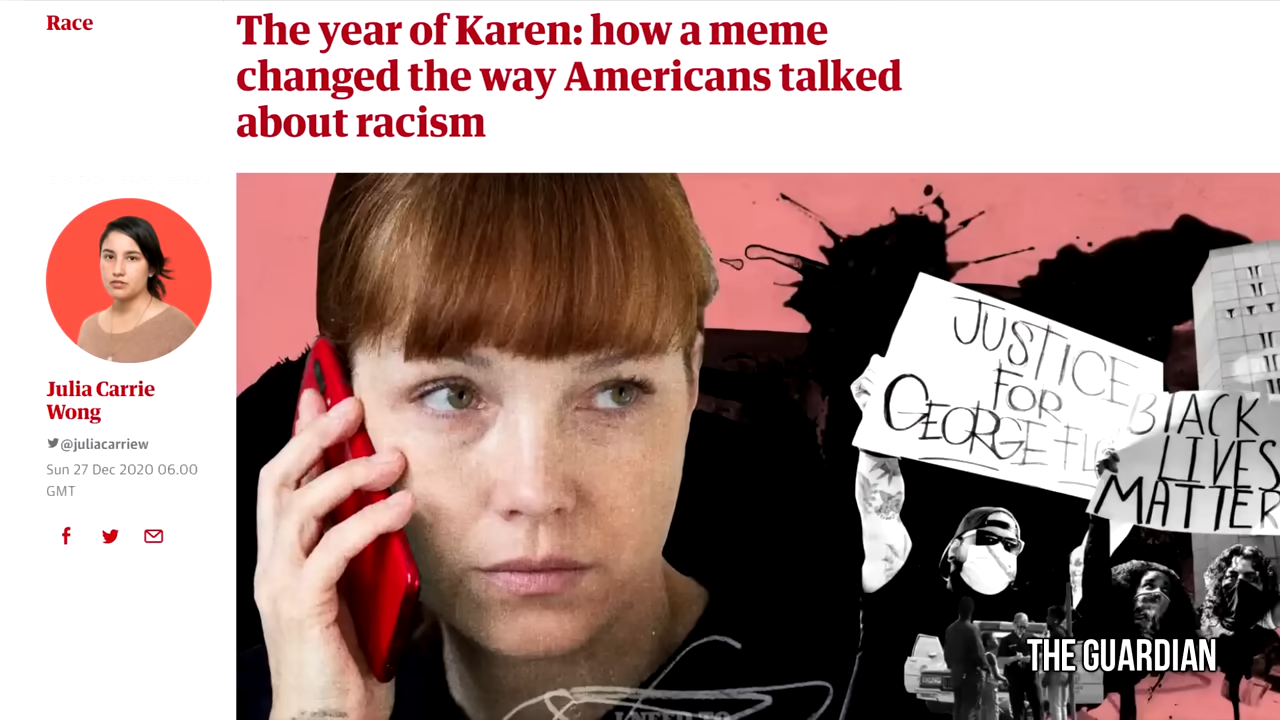 Race
The year of Karen: how a meme
changed the way Americans talked
about racism
Julia Carrie
Wong
@juliacarriew
Sun 27 Dec 2020 06.00
GMT
JUSTICE
FOR
GEORGE
BLACK
LIVES
MATTER
THE GUARDIAN